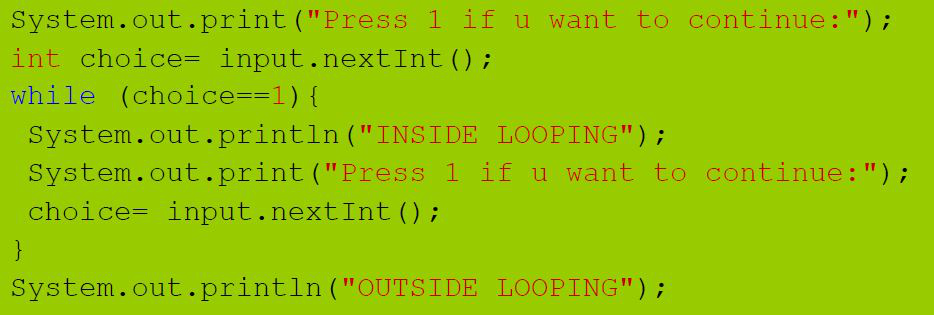 System.out.print("Press 1 if u want to continue:");
int choice= input.nextInt();
while (choice==1){
System.out.println("INSIDE LOOPING");
System.out.print("Press 1 if u want to continue:");
choice= input.nextInt();
}
System.out.println("OUTSIDE LOOPING");